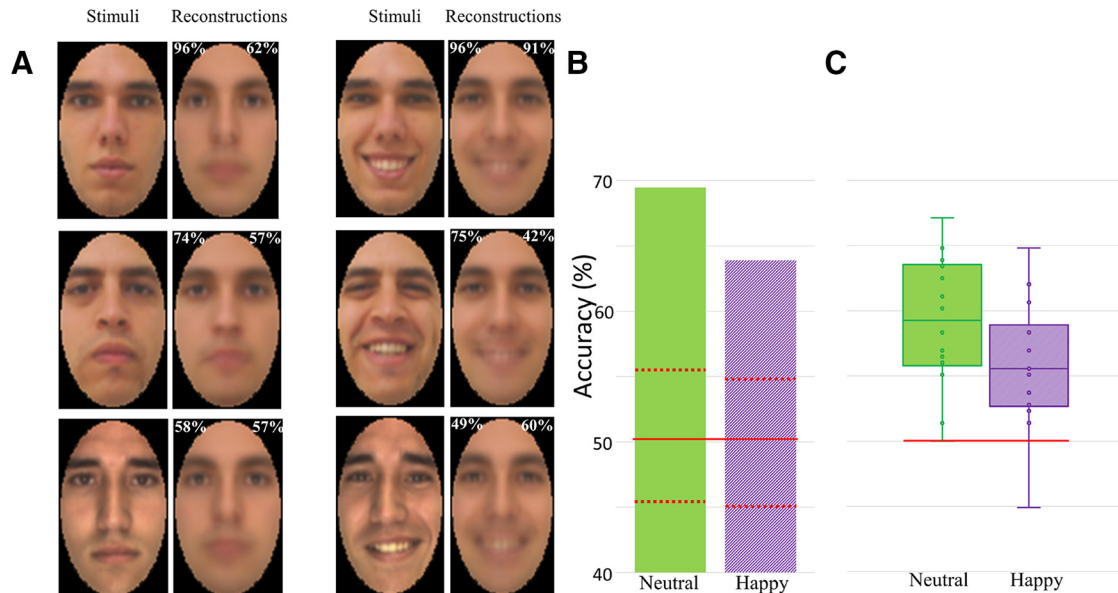 Stimuli Reconstructions Stimuli Reconstructions
A B C
96% 62% 96% 91%
74% 57% 75% 42%
58% 57% 49% 60%
Accuracy (%)
70
60
50
40
Neutral Happy
Neutral Happy